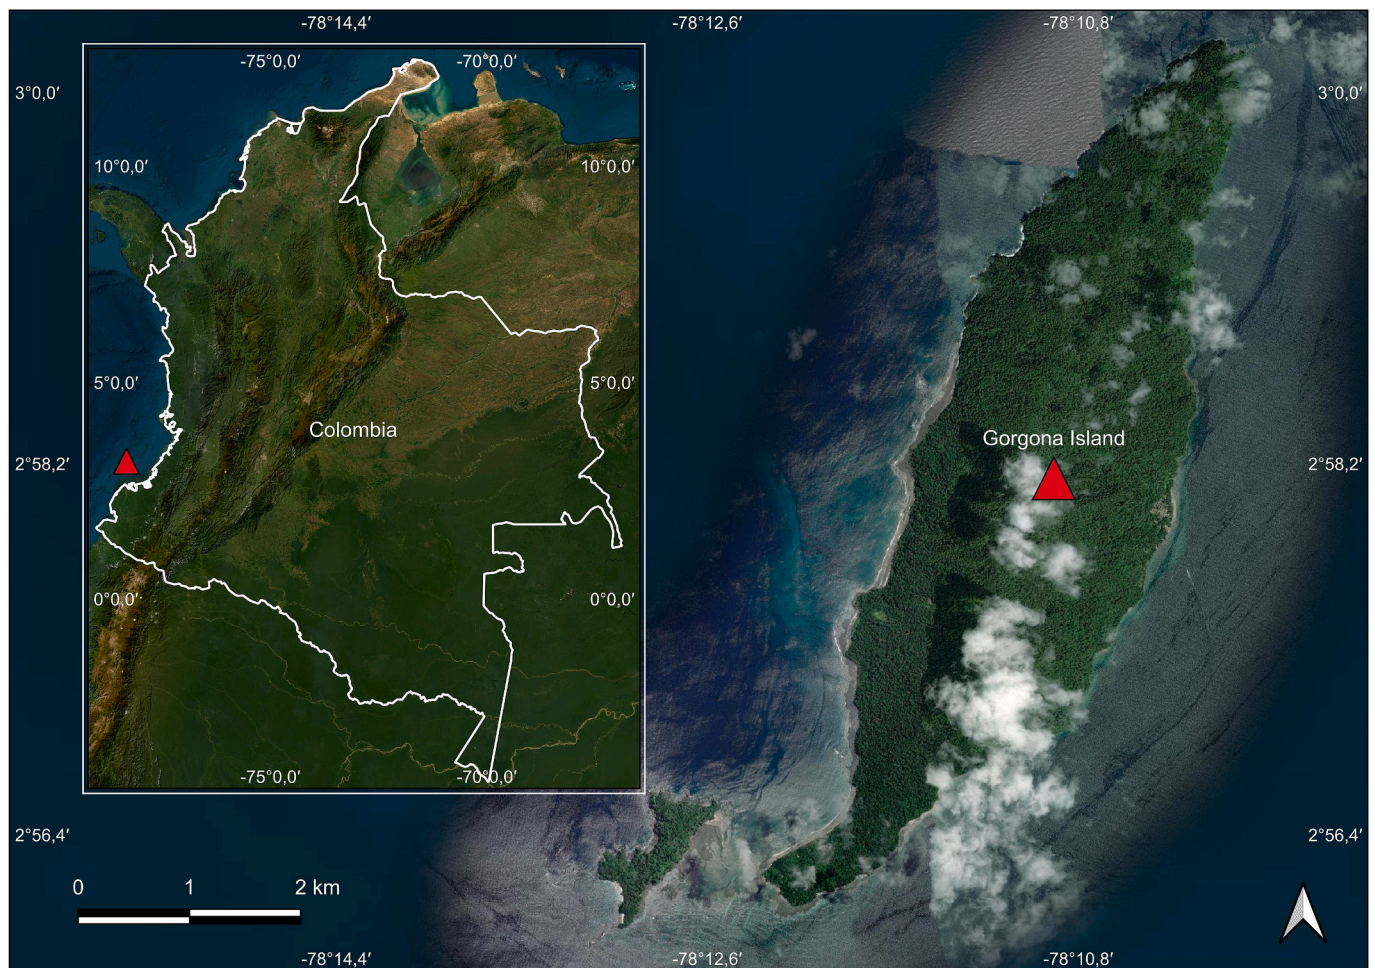 -78°14,4′ -78°12,6′ -78°10,8′
-75°0,0′ -70°0,0′
3°0,0′ 3°0,0′
10°0,0′ 10°0,0′
5°0,0′ 5°0,0′
Colombia
Gorgona Island
2°58,2′ 2°58,2′
0°0,0′ 0°0,0′
-75°0,0′ -70°0,0′
2°56,4′ 2°56,4′
0 1 2 km
-78°14,4′ -78°12,6′ -78°10,8′